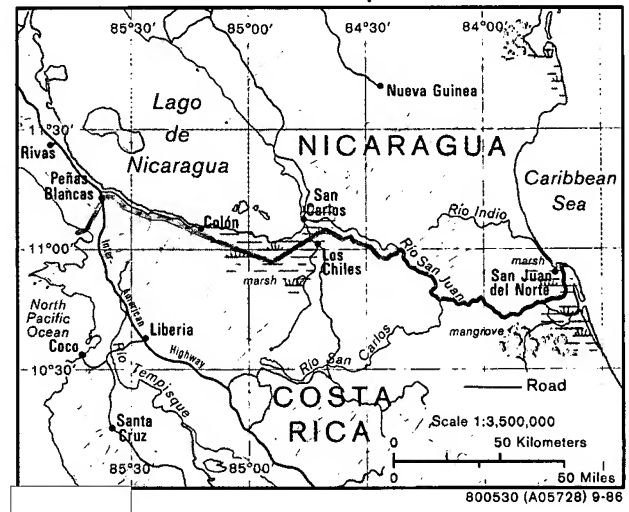 85°30'
85°00'
84°30'
84°00'
Nueva Guinea
Lago
de
Nicaragua
11°30'
Rivas
NICARAGUA
Peñas
Blancas
Caribbean
Sea
San
Carlos
Colón
Río Indio
11°00'
Río San Juan
Los
Chiles
marsh
San Juan
del Norte
marsh
Inter
American
Highway
North
Pacific
Ocean
Liberia
Coco
mangrove
Río San Carlos
Río Tempisque
10°30'
COSTA
RICA
Road
Santa
Cruz
Scale 1:3,500,000
0 50 Kilometers
0 50 Miles
85°30'
85°00'
800530 (A05728) 9-86